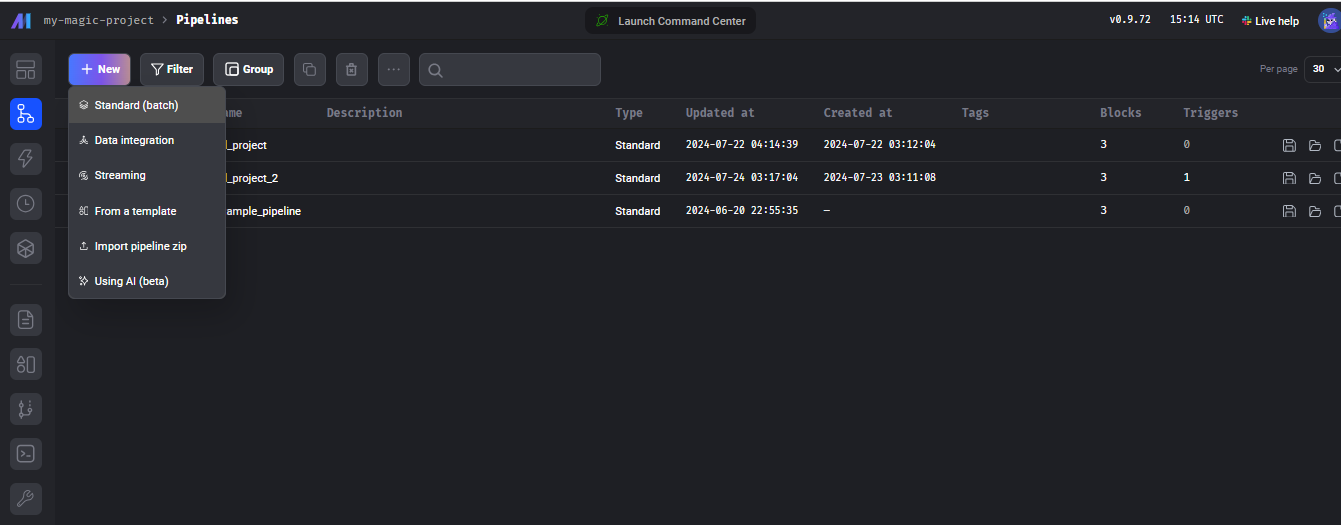 my-magic-project > Pipelines
Launch Command Center
v0.9.72 15:14 UTC Live help
+ New Filter Group ··· Per page 30
Standard (batch)
Data integration
Streaming
From a template
Import pipeline zip
Using AI (beta)
ame Description Type Updated at Created at Tags Blocks Triggers
_project Standard 2024-07-22 04:14:39 2024-07-22 03:12:04 3 0
_project_2 Standard 2024-07-24 03:17:04 2024-07-23 03:11:08 3 1
ample_pipeline Standard 2024-06-20 22:55:35 — 3 0